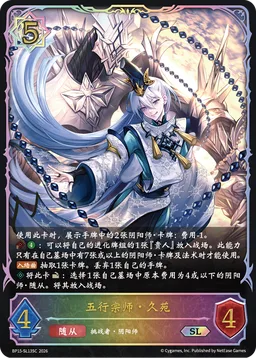 5
使用此卡时，展示手牌中的2张阴阳师·卡牌：费用-1。
：可以将自己的进化牌组的1张『贵人』放入战场。此能力
只有在自己墓场中有7张或以上的阴阳师·卡牌及法术时才能使用。
入场曲 抽取1张卡牌。丢弃1张自己的手牌。
将此卡 ：选择1张自己墓场中原本费用为4或以下的阴阳
师·随从。将其放入战场。
4
五行宗师·久苑
4
随从
挑战者·阴阳师
SL
BP15-SL13SC 2026
©Cygames, Inc. Published by NetEase Games